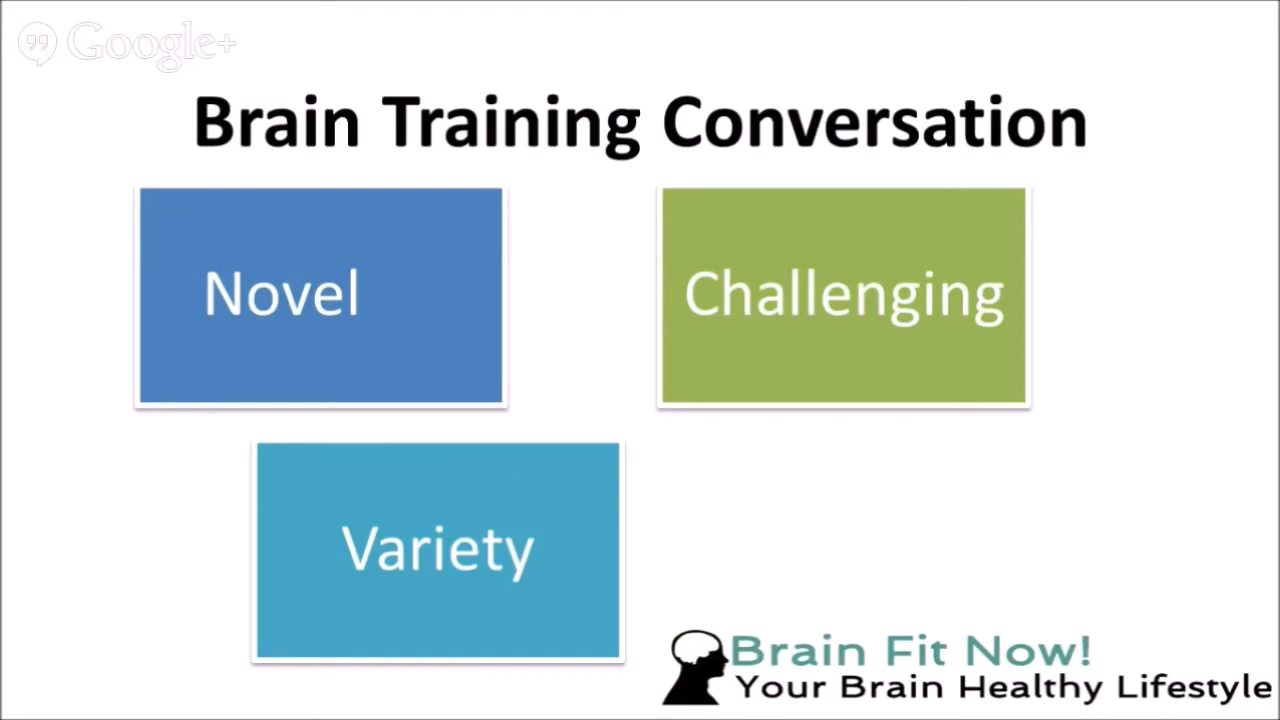 Google+
Brain Training Conversation
Novel
Challenging
Variety
Brain Fit Now!
Your Brain Healthy Lifestyle